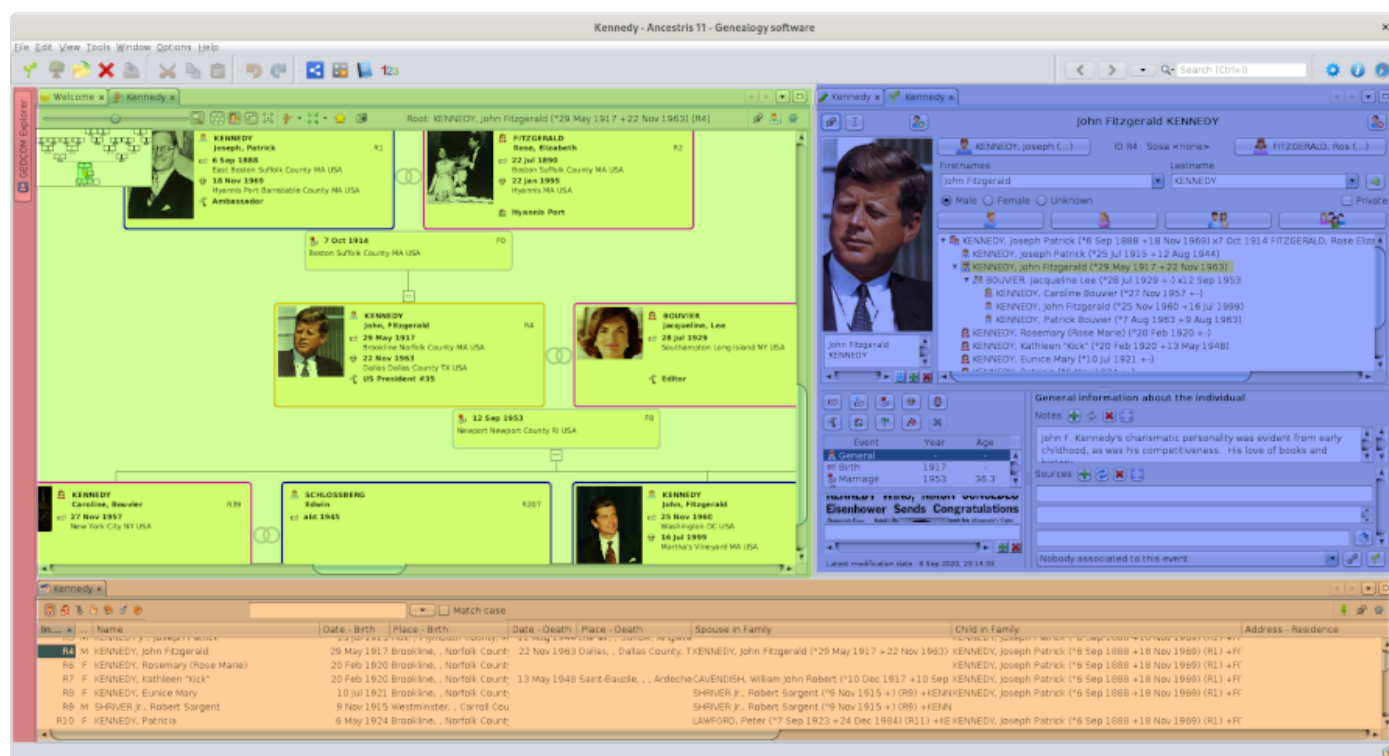 Kennedy - Ancestris 11 - Genealogy software
File Edit View Tools Window Options Help
123
Search (Ctrl+I)
GEDCOM Explorer
Welcome x Kennedy x
Root: KENNEDY, John Fitzgerald (*29 May 1917 +22 Nov 1963) (R4)
KENNEDY
Joseph, Patrick R1
6 Sep 1888
East Boston Suffolk County MA USA
18 Nov 1969
Hyannis Port Barnstable County MA USA
Ambassador
FITZGERALD
Rose, Elizabeth R2
22 Jul 1890
Boston Suffolk County MA USA
22 Jan 1995
Hyannis MA USA
Hyannis Port
7 Oct 1914 F0
Boston Suffolk County MA USA
KENNEDY
John, Fitzgerald R4
29 May 1917
Brookline Norfolk County MA USA
22 Nov 1963
Dallas Dallas County TX USA
US President #35
BOUVIER
Jacqueline, Lee
28 Jul 1929
Southampton Long Island NY USA
Editor
12 Sep 1953 F8
Newport Newport County RI USA
KENNEDY
Caroline, Bouvier R39
27 Nov 1957
New York City NY USA
SCHLOSSBERG
Edwin R207
abt 1945
KENNEDY
John, Fitzgerald
25 Nov 1960
Washington DC USA
16 Jul 1999
Martha's Vineyard MA USA
Kennedy x Kennedy x
John Fitzgerald KENNEDY
KENNEDY, Joseph (...) ID R4 Sosa <none> FITZGERALD, Ros (...)
Firstnames Lastname
John Fitzgerald KENNEDY
Male Female Unknown Private
KENNEDY, Joseph Patrick (*6 Sep 1888 +18 Nov 1969) x7 Oct 1914 FITZGERALD, Rose Eliz
KENNEDY, Joseph Patrick (*25 Jul 1915 +12 Aug 1944)
KENNEDY, John Fitzgerald (*29 May 1917 +22 Nov 1963)
BOUVIER, Jacqueline Lee (*28 Jul 1929 +-) x12 Sep 1953
KENNEDY, Caroline Bouvier (*27 Nov 1957 +-)
KENNEDY, John Fitzgerald (*25 Nov 1960 +16 Jul 1999)
KENNEDY, Patrick Bouvier (*7 Aug 1963 +9 Aug 1963)
KENNEDY, Rosemary (Rose Marie) (*20 Feb 1920 +-)
KENNEDY, Kathleen "Kick" (*20 Feb 1920 +13 May 1948)
KENNEDY, Eunice Mary (*10 Jul 1921 +-)
John Fitzgerald
KENNEDY
General information about the individual
Notes
John F. Kennedy's charismatic personality was evident from early
childhood, as was his competitiveness. His love of books and
Event Year Age
General - -
Birth 1917 -
Marriage 1953 36.3
Sources
Eisenhower Sends Congratulations
Nobody associated to this event
Kennedy x
Match case
In... ... Name Date - Birth Place - Birth Date - Death Place - Death Spouse in Family Child in Family Address - Residence
R4 M KENNEDY, John Fitzgerald 29 May 1917 Brookline, , Norfolk Count 22 Nov 1963 Dallas, , Dallas County, T KENNEDY, John Fitzgerald (*29 May 1917 +22 Nov 1963) KENNEDY, Joseph Patrick (*6 Sep 1888 +18 Nov 1969) (R1) +FI
R6 F KENNEDY, Rosemary (Rose Marie) 20 Feb 1920 Brookline, , Norfolk Count KENNEDY, Joseph Patrick (*6 Sep 1888 +18 Nov 1969) (R1) +FI
R7 F KENNEDY, Kathleen "Kick" 20 Feb 1920 Brookline, , Norfolk Count 13 May 1948 Saint-Bauzile, , , Ardeche CAVENDISH, William John Robert (*10 Dec 1917 +10 Sep KENNEDY, Joseph Patrick (*6 Sep 1888 +18 Nov 1969) (R1) +FI
R8 F KENNEDY, Eunice Mary 10 Jul 1921 Brookline, , Norfolk Count SHRIVER Jr., Robert Sargent (*9 Nov 1915 +) (R9) +KENN KENNEDY, Joseph Patrick (*6 Sep 1888 +18 Nov 1969) (R1) +FI
R9 M SHRIVER Jr., Robert Sargent 9 Nov 1915 Westminster, , Carroll Cou SHRIVER Jr., Robert Sargent (*9 Nov 1915 +) (R9) +KENN
R10 F KENNEDY, Patricia 6 May 1924 Brookline, , Norfolk Count LAWFORD, Peter (*7 Sep 1923 +24 Dec 1984) (R11) +KE KENNEDY, Joseph Patrick (*6 Sep 1888 +18 Nov 1969) (R1) +FI